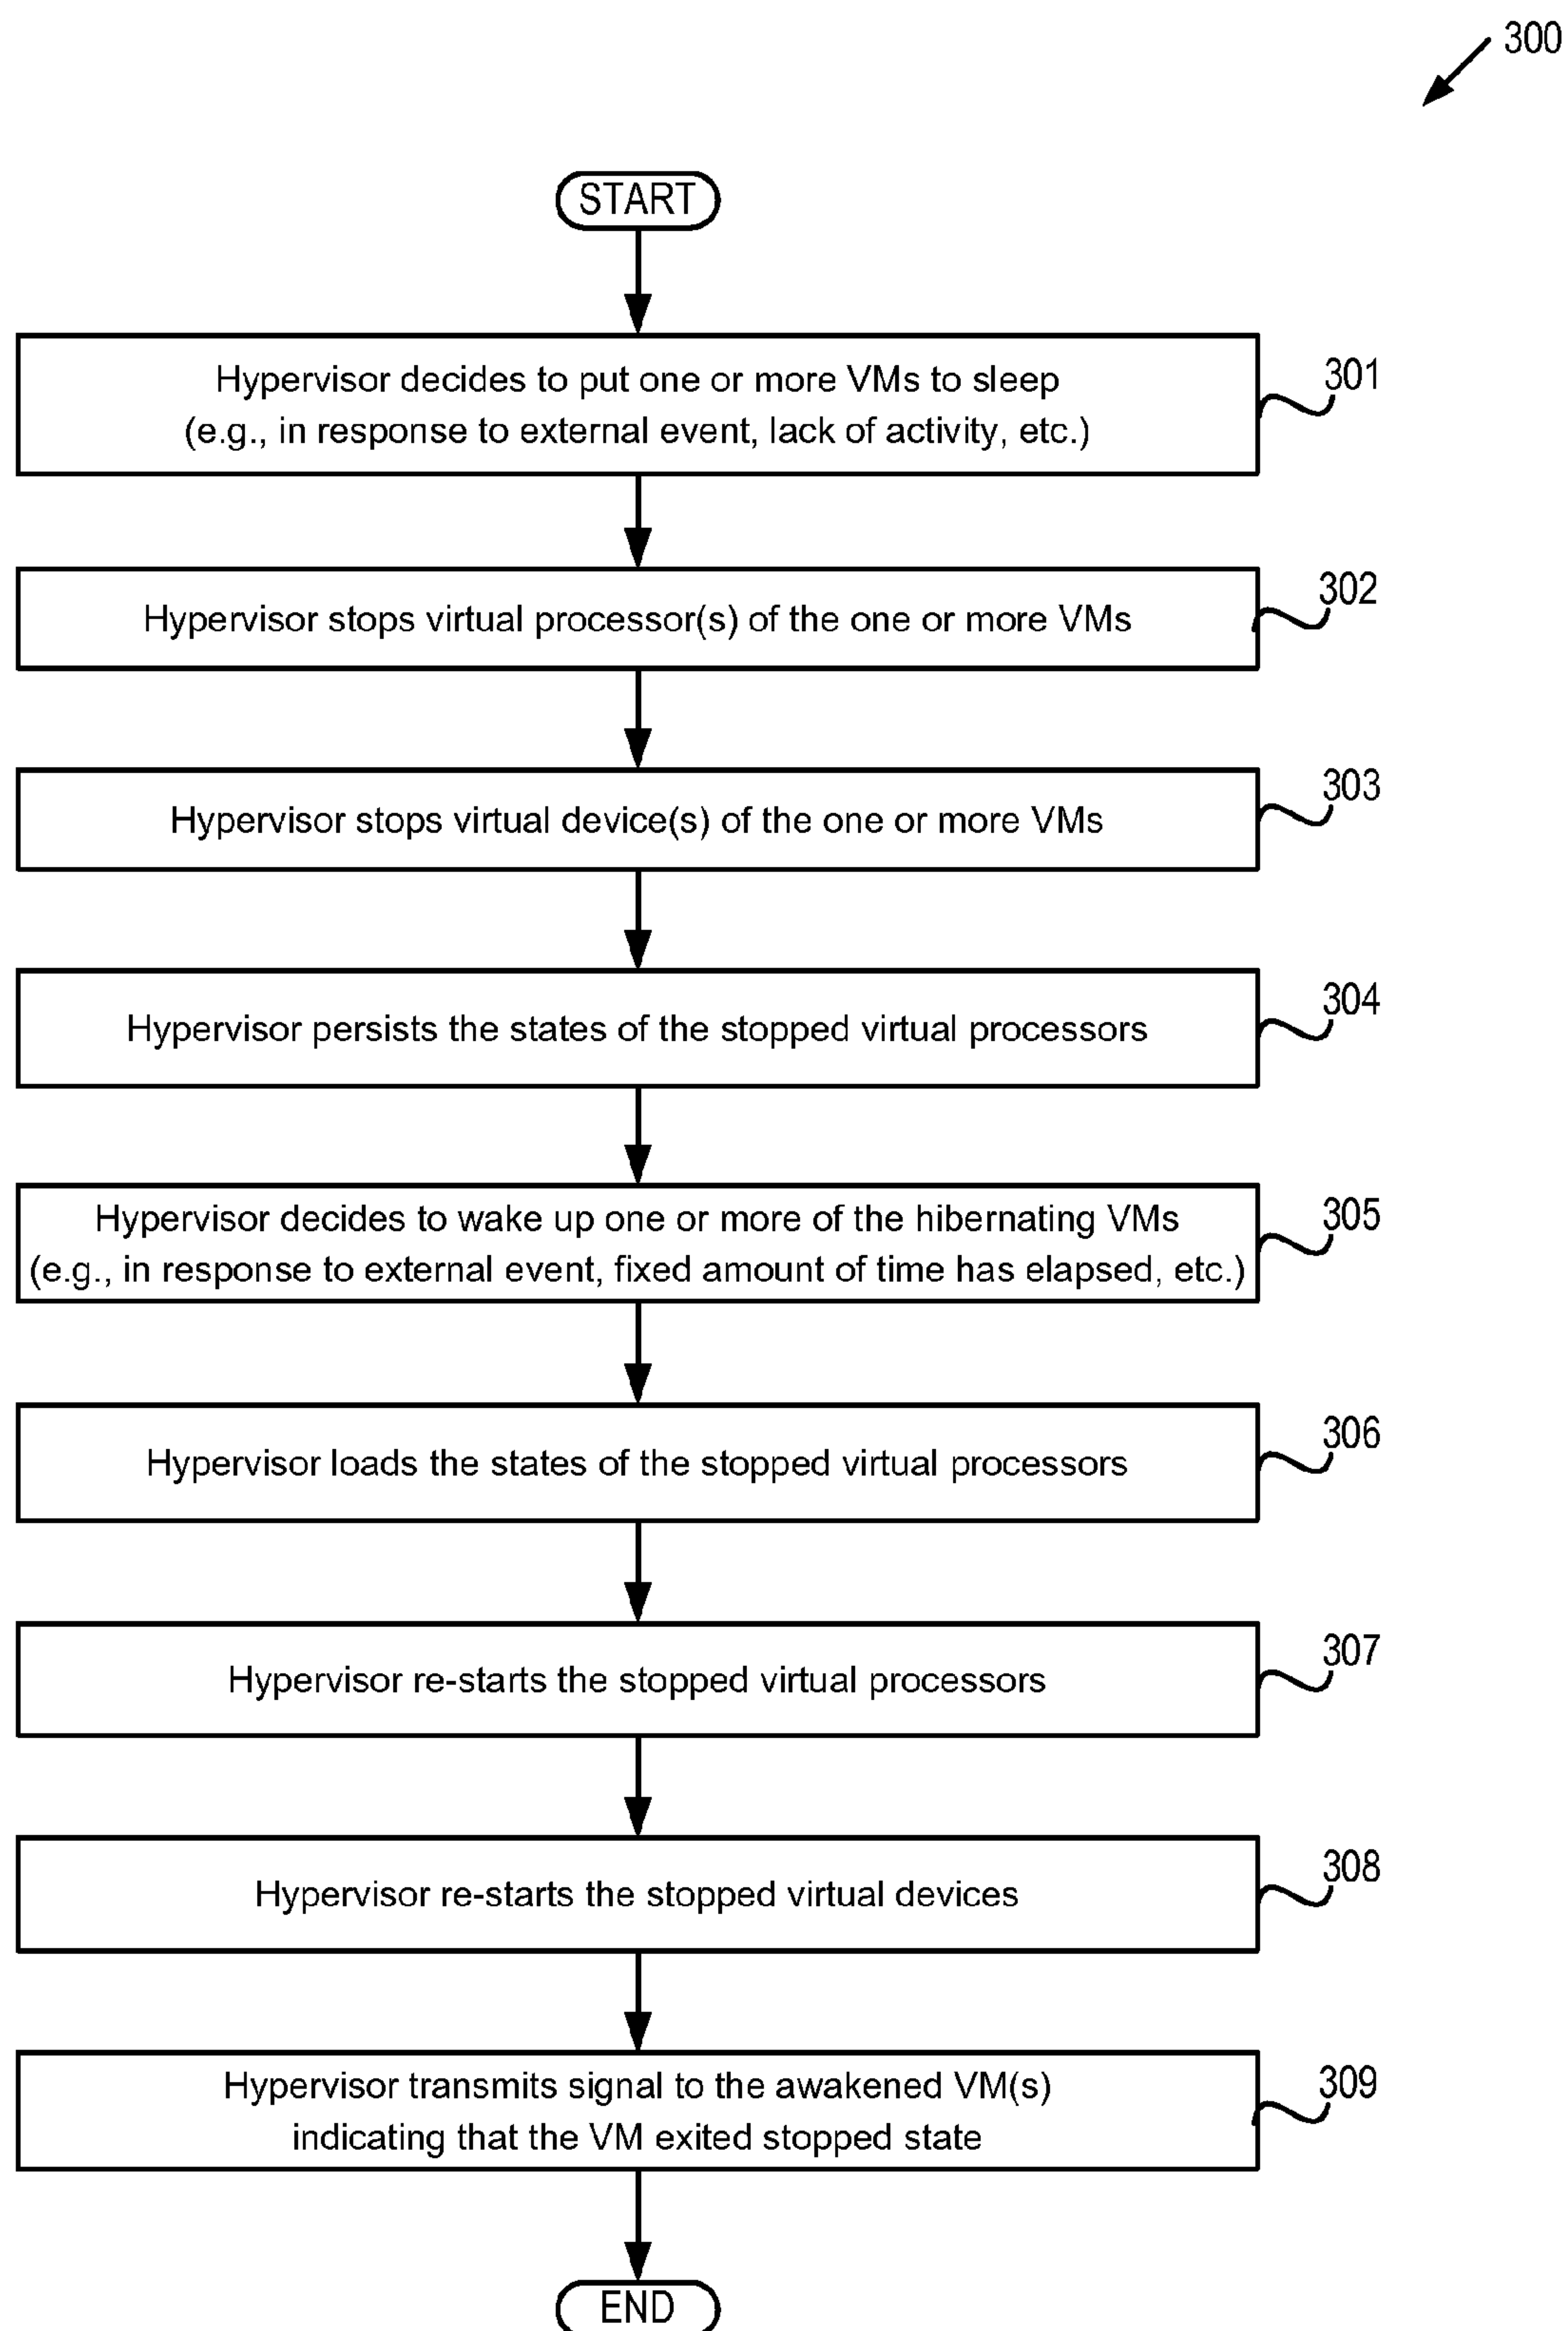 300
START
Hypervisor decides to put one or more VMs to sleep
(e.g., in response to external event, lack of activity, etc.)
301
Hypervisor stops virtual processor(s) of the one or more VMs
302
Hypervisor stops virtual device(s) of the one or more VMs
303
Hypervisor persists the states of the stopped virtual processors
304
Hypervisor decides to wake up one or more of the hibernating VMs
(e.g., in response to external event, fixed amount of time has elapsed, etc.)
305
Hypervisor loads the states of the stopped virtual processors
306
Hypervisor re-starts the stopped virtual processors
307
Hypervisor re-starts the stopped virtual devices
308
Hypervisor transmits signal to the awakened VM(s)
indicating that the VM exited stopped state
309
END